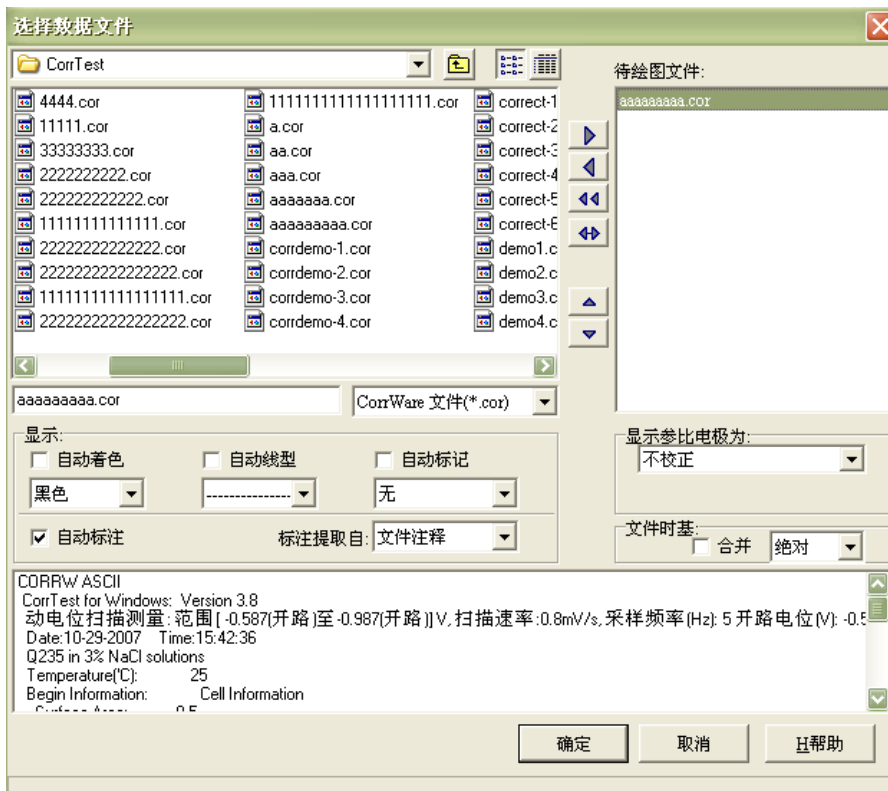 选择数据文件
CorrTest
待绘图文件:
4444.cor
11111.cor
33333333.cor
2222222222.cor
222222222222.cor
11111111111111.cor
22222222222222.cor
2222222222222222.cor
11111111111111111.cor
22222222222222222.cor
1111111111111111111.cor
a.cor
aa.cor
aaa.cor
aaaaaaa.cor
aaaaaaaaa.cor
corrdemo-1.cor
corrdemo-2.cor
corrdemo-3.cor
corrdemo-4.cor
correct-1
correct-2
correct-3
correct-4
correct-5
correct-6
demo1.c
demo2.c
demo3.c
demo4.c
aaaaaaaaa.cor
aaaaaaaaa.cor
CorrWare 文件(*.cor)
显示:
自动着色 自动线型 自动标记
黑色 无
自动标注 标注提取自: 文件注释
显示参比电极为:
不校正
文件时基:
合并 绝对
CORRW ASCII
CorrTest for Windows: Version 3.8
动电位扫描测量: 范围[ -0.587(开路)至-0.987(开路)] V, 扫描速率:0.8mV/s, 采样频率(Hz): 5 开路电位(V): -0.5
Date:10-29-2007 Time:15:42:36
Q235 in 3% NaCl solutions
Temperature('C): 25
Begin Information: Cell Information
确定 取消 H帮助